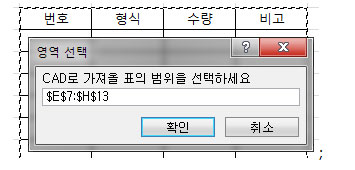 번호 형식 수량 비고
영역 선택
CAD로 가져올 표의 범위을 선택하세요
$E$7:$H$13
확인 취소
;